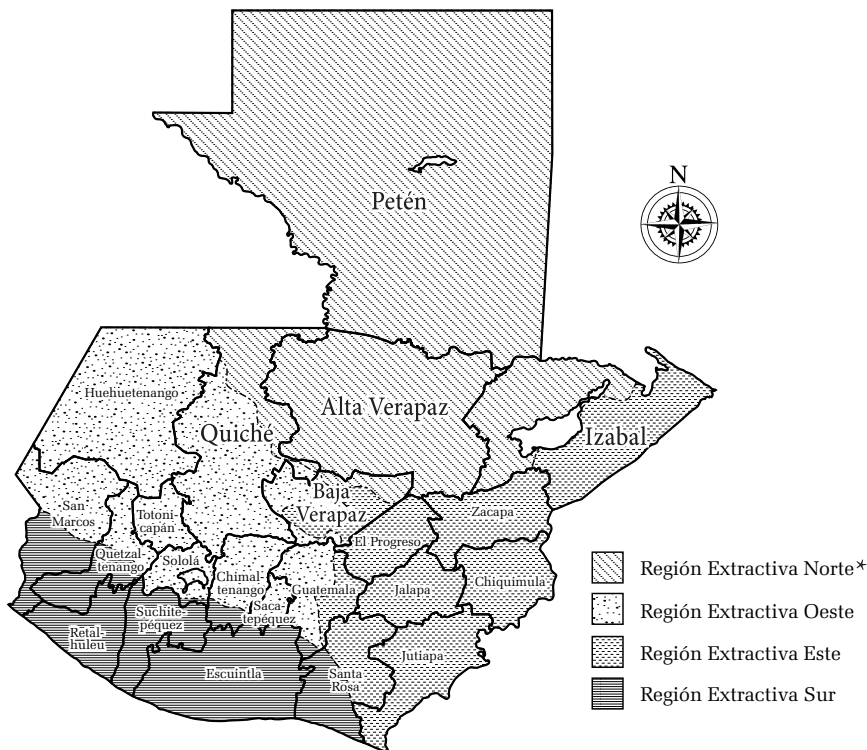 N
Petén
Huehuetenango
Quiché
Alta Verapaz
Izabal
San
Marcos
Totoni-
capán
Baja
Verapaz
Zacapa
Quetzal-
tenango
Sololá
Chimal-
tenango
El Progreso
Guatemala
Jalapa
Chiquimula
Saca-
tepéquez
Suchite-
péquez
Retal-
huleu
Escuintla
Santa
Rosa
Jutiapa
Región Extractiva Norte*
Región Extractiva Oeste
Región Extractiva Este
Región Extractiva Sur